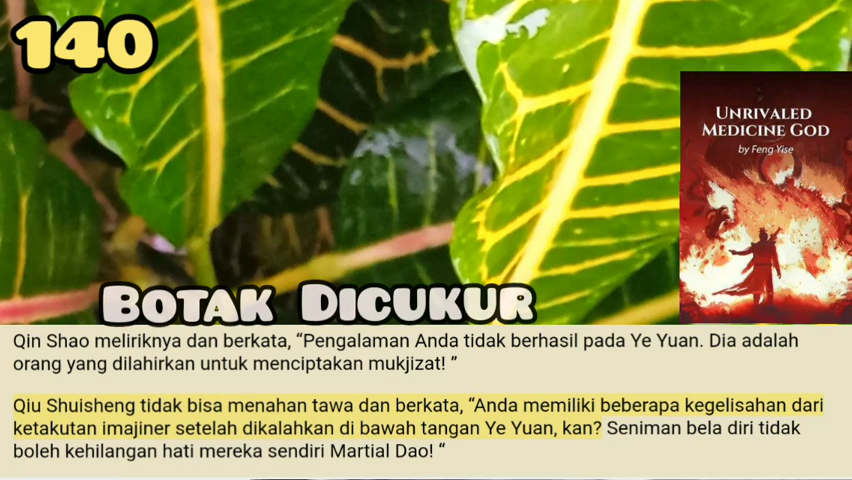 140
UNRIVALED
MEDICINE GOD
by Feng Yise
BOTAK DICUKUR
Qin Shao meliriknya dan berkata, “Pengalaman Anda tidak berhasil pada Ye Yuan. Dia adalah
orang yang dilahirkan untuk menciptakan mukjizat! ”
Qiu Shuisheng tidak bisa menahan tawa dan berkata, “Anda memiliki beberapa kegelisahan dari
ketakutan imajiner setelah dikalahkan di bawah tangan Ye Yuan, kan? Seniman bela diri tidak
boleh kehilangan hati mereka sendiri Martial Dao! “